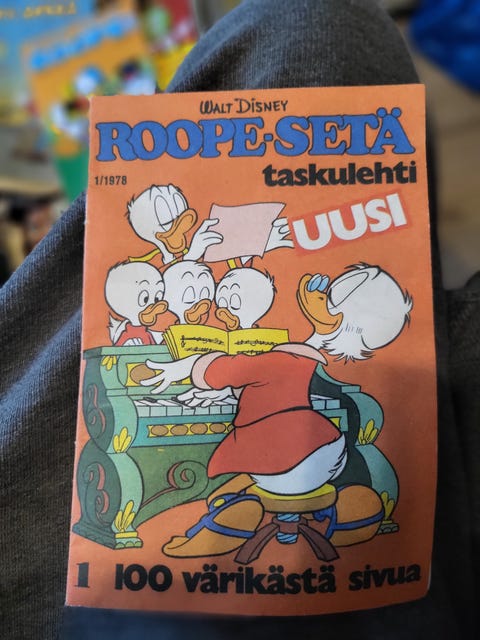 WALT DISNEY
ROOPE-SETÄ
taskulehti
1/1978
UUSI
1 100 värikästä sivua